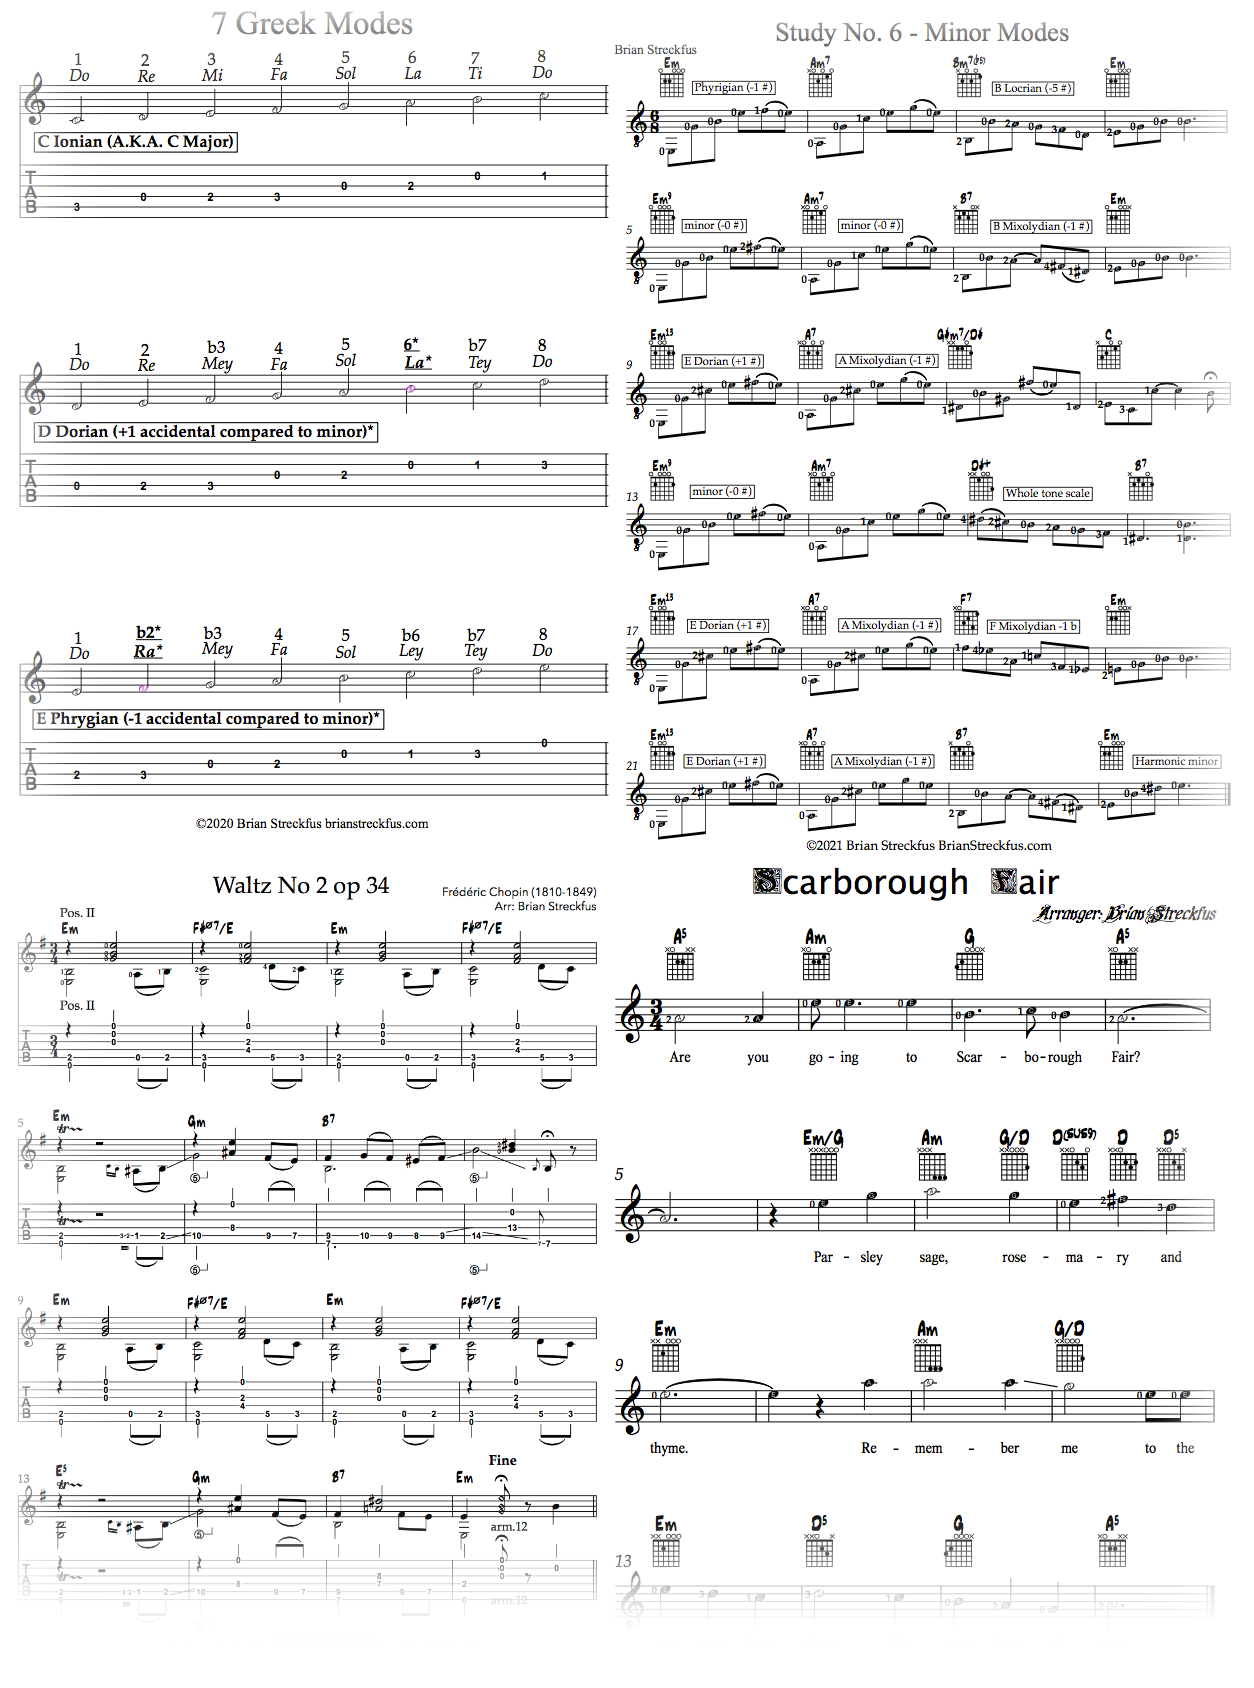 7 Greek Modes
1 2 3 4 5 6 7 8
Do Re Mi Fa Sol La Ti Do
C Ionian (A.K.A. C Major)
T A B
3 0 2 3 0 2 0 1
1 2 b3 4 5 6* b7 8
Do Re Mey Fa Sol La* Tey Do
D Dorian (+1 accidental compared to minor)*
T A B
0 2 3 0 2 0 1 3
1 b2* b3 4 5 b6 b7 8
Do Ra* Mey Fa Sol Ley Tey Do
E Phrygian (-1 accidental compared to minor)*
T A B
2 3 0 2 0 1 3 0
©2020 Brian Streckfus brianstreckfus.com
Study No. 6 - Minor Modes
Brian Streckfus
Em Am7 Bm7(b5) Em
Phyrigian (-1 #) B Locrian (-5 #)
6 8
5
Em9 Am7 B7 Em
minor (-0 #) minor (-0 #) B Mixolydian (-1 #)
9
Em13 A7 G#m7/D# C
E Dorian (+1 #) A Mixolydian (-1 #)
13
Em9 Am7 D#+ B7
minor (-0 #) Whole tone scale
17
Em13 A7 F7 Em
E Dorian (+1 #) A Mixolydian (-1 #) F Mixolydian -1 b
21
Em13 A7 B7 Em
E Dorian (+1 #) A Mixolydian (-1 #) Harmonic minor
©2021 Brian Streckfus BrianStreckfus.com
Waltz No 2 op 34
Frédéric Chopin (1810-1849)
Arr: Brian Streckfus
Pos. II
Em F#ø7/E Em F#ø7/E
Pos. II
5
Em Gm B7
9
Em F#ø7/E Em F#ø7/E
Fine
13
E5 Gm B7 Em
arm.12
arm:12
Scarborough Fair
Arranger: Brian Streckfus
A5 Am G A5
3 4
Are you go - ing to Scar - bo - rough Fair?
5
Em/G Am G/D D(SUS9) D D5
Par - sley sage, rose - ma - ry and
9
Em Am G/D
thyme. Re - mem - ber me to the
13
Em D5 G A5